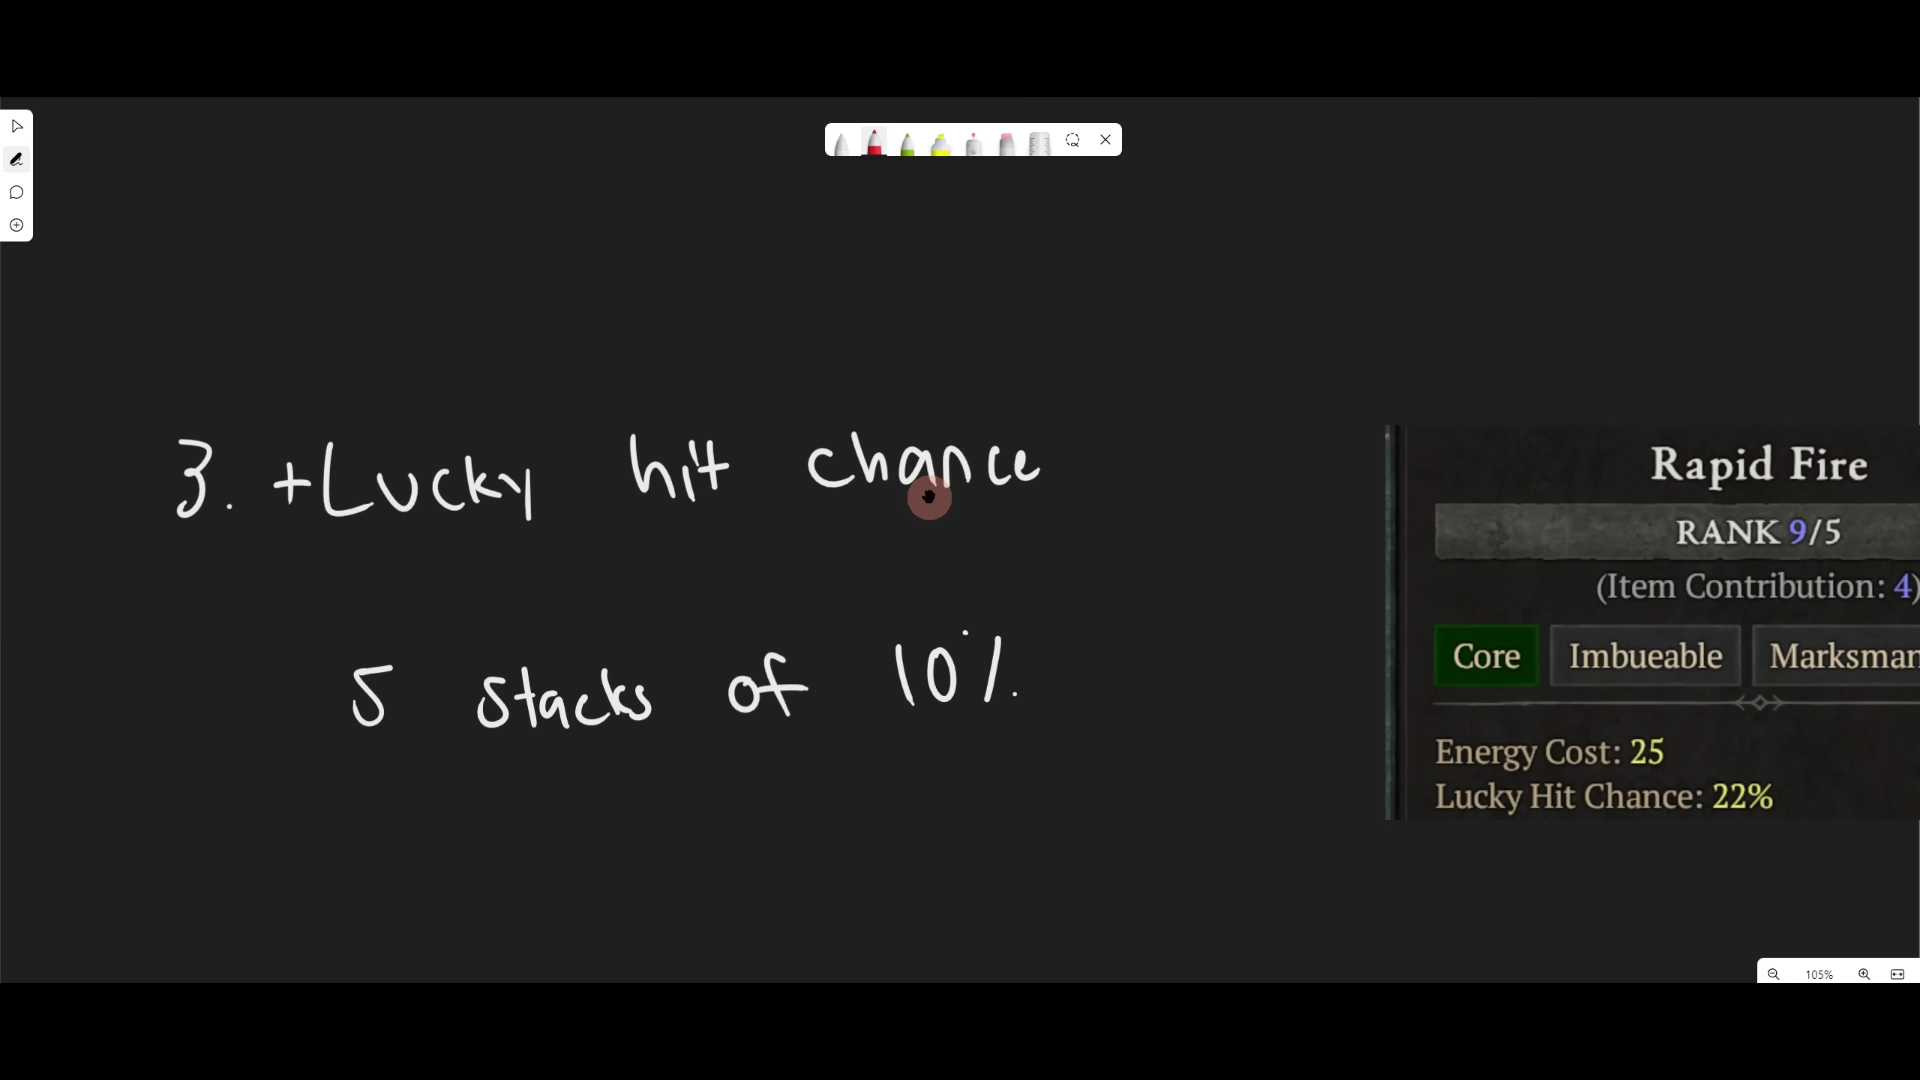 3. +Lucky hit chance
5 stacks of 10%
Rapid Fire
RANK 9/5
(Item Contribution: 4)
Core Imbueable Marksman
Energy Cost: 25
Lucky Hit Chance: 22%
105%